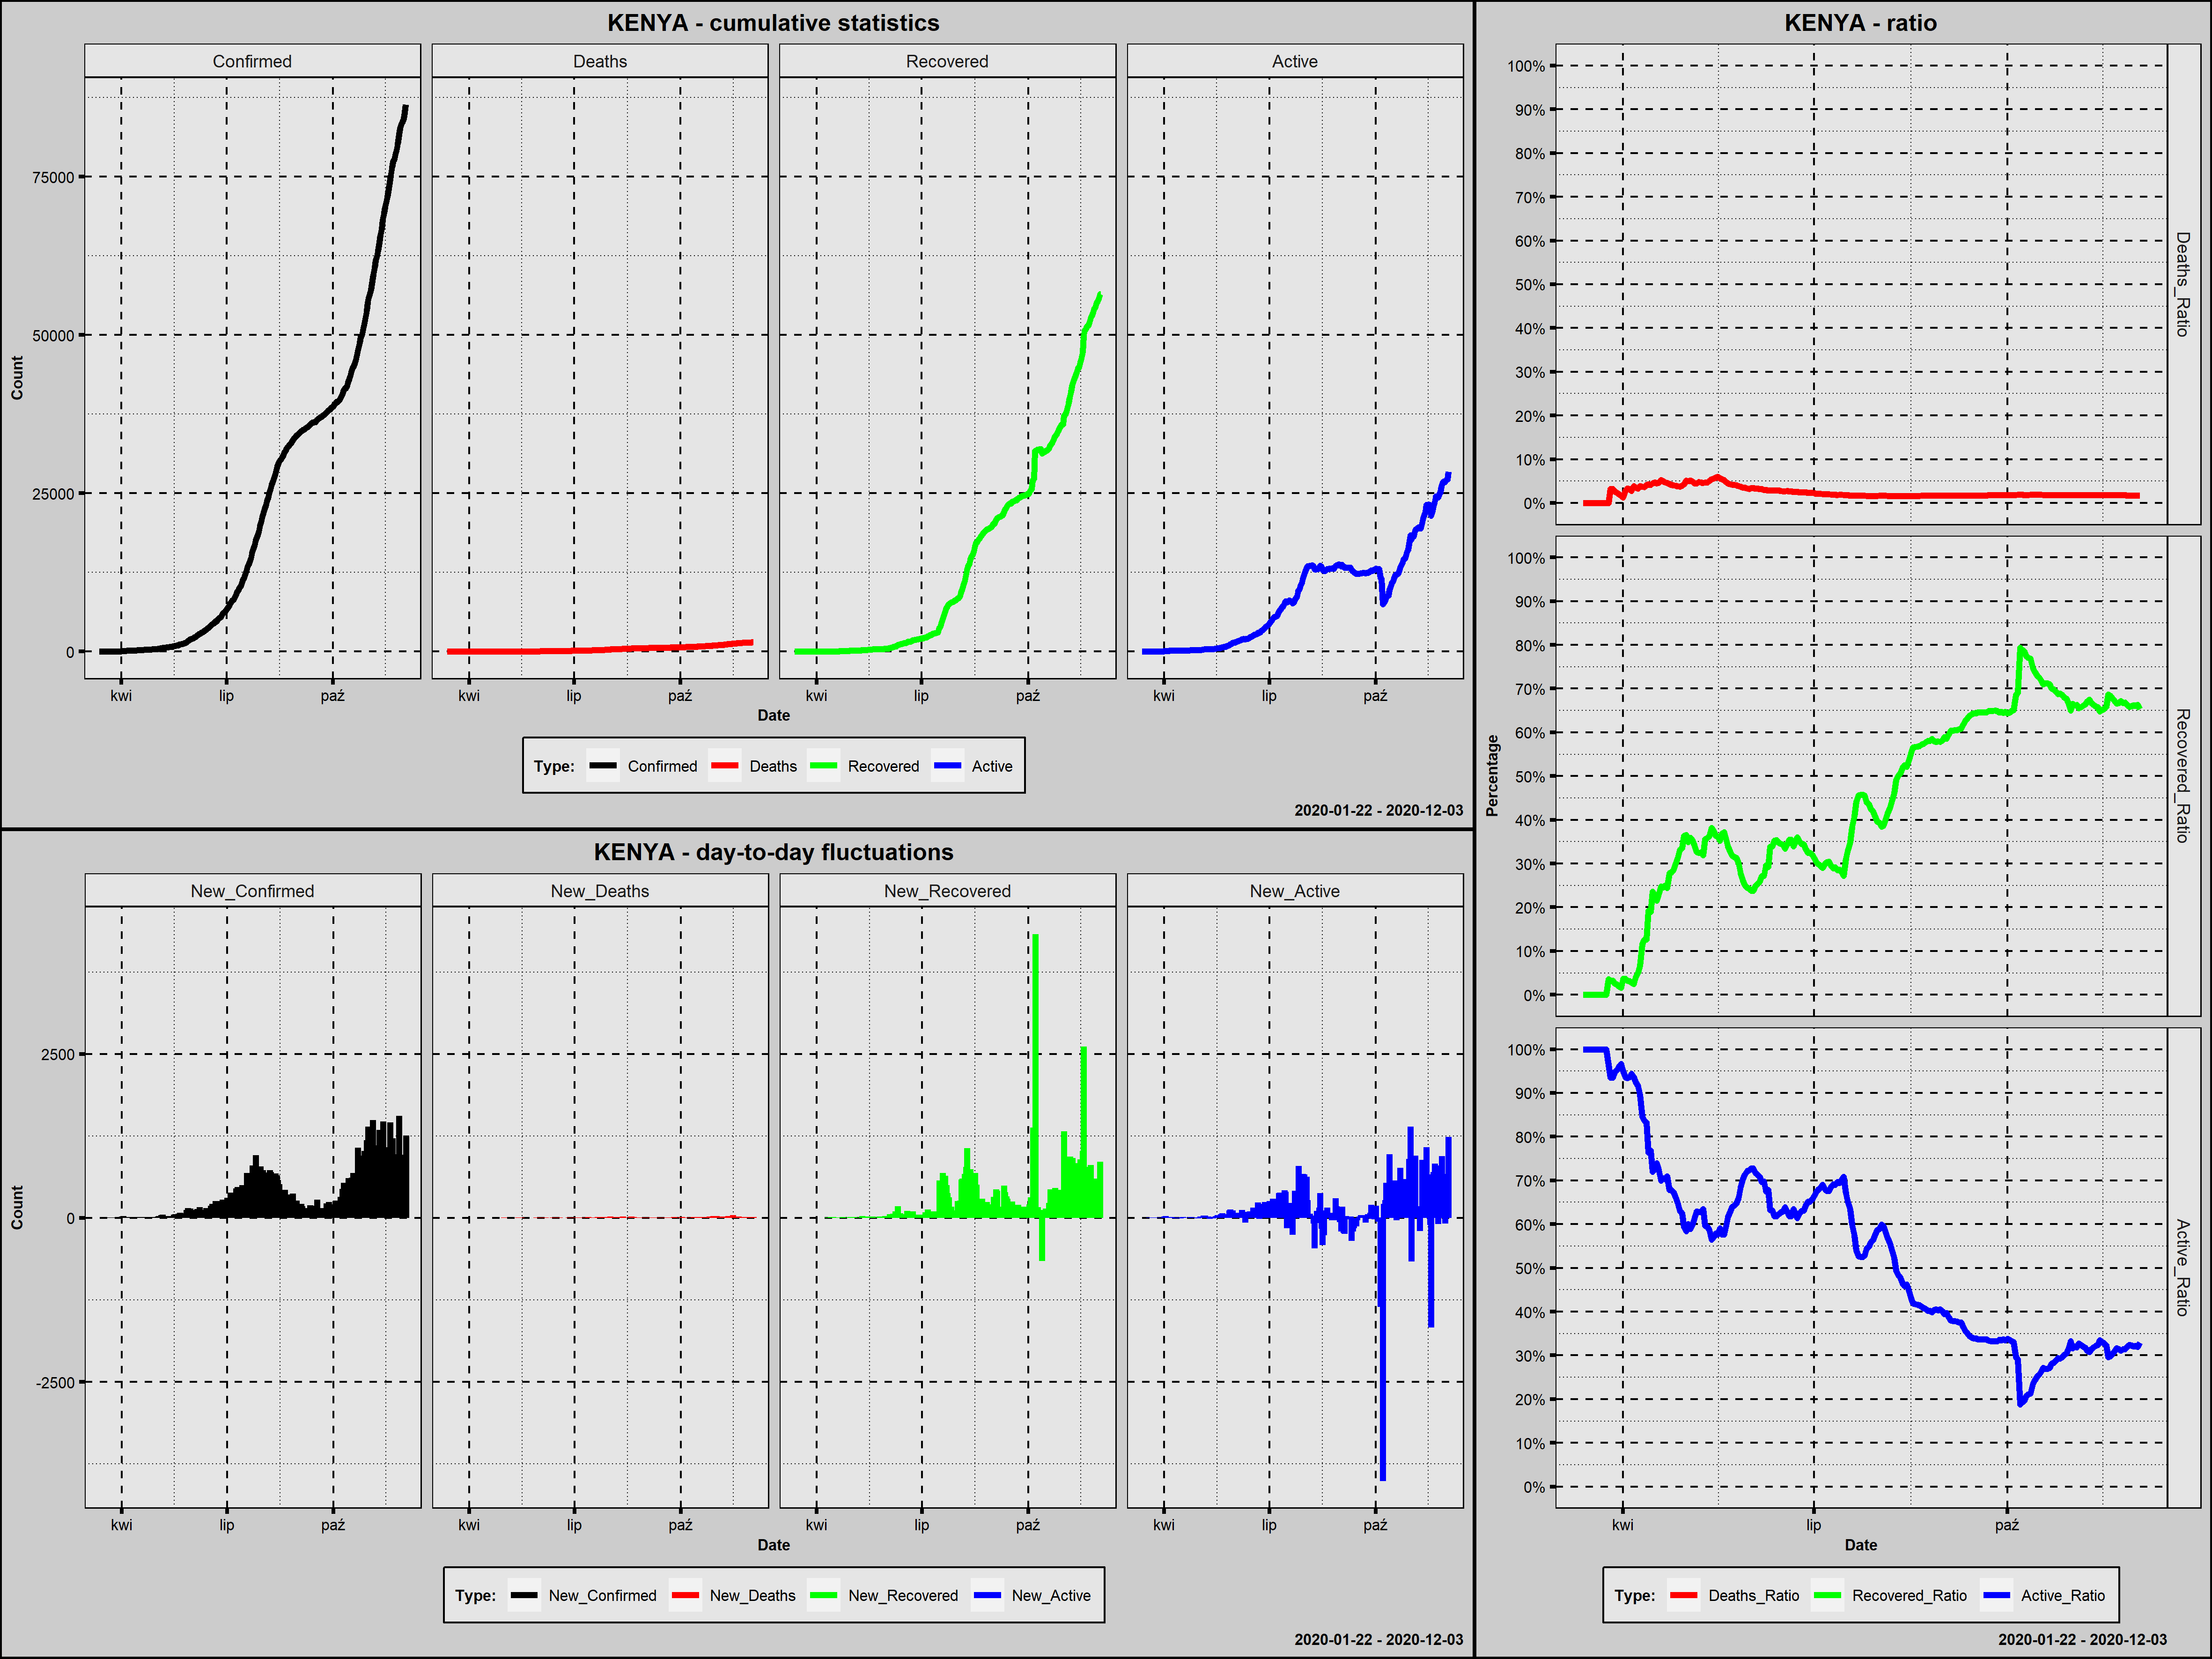 KENYA - cumulative statistics
Confirmed Deaths Recovered Active
Count
75000
50000
25000
0
kwi lip paź kwi lip paź kwi lip paź kwi lip paź
Date
Type: Confirmed Deaths Recovered Active
2020-01-22 - 2020-12-03
KENYA - day-to-day fluctuations
New_Confirmed New_Deaths New_Recovered New_Active
Count
2500
0
-2500
kwi lip paź kwi lip paź kwi lip paź kwi lip paź
Date
Type: New_Confirmed New_Deaths New_Recovered New_Active
2020-01-22 - 2020-12-03
KENYA - ratio
Percentage
100%
90%
80%
70%
60%
50%
40%
30%
20%
10%
0%
Deaths_Ratio
100%
90%
80%
70%
60%
50%
40%
30%
20%
10%
0%
Recovered_Ratio
100%
90%
80%
70%
60%
50%
40%
30%
20%
10%
0%
Active_Ratio
kwi lip paź
Date
Type: Deaths_Ratio Recovered_Ratio Active_Ratio
2020-01-22 - 2020-12-03